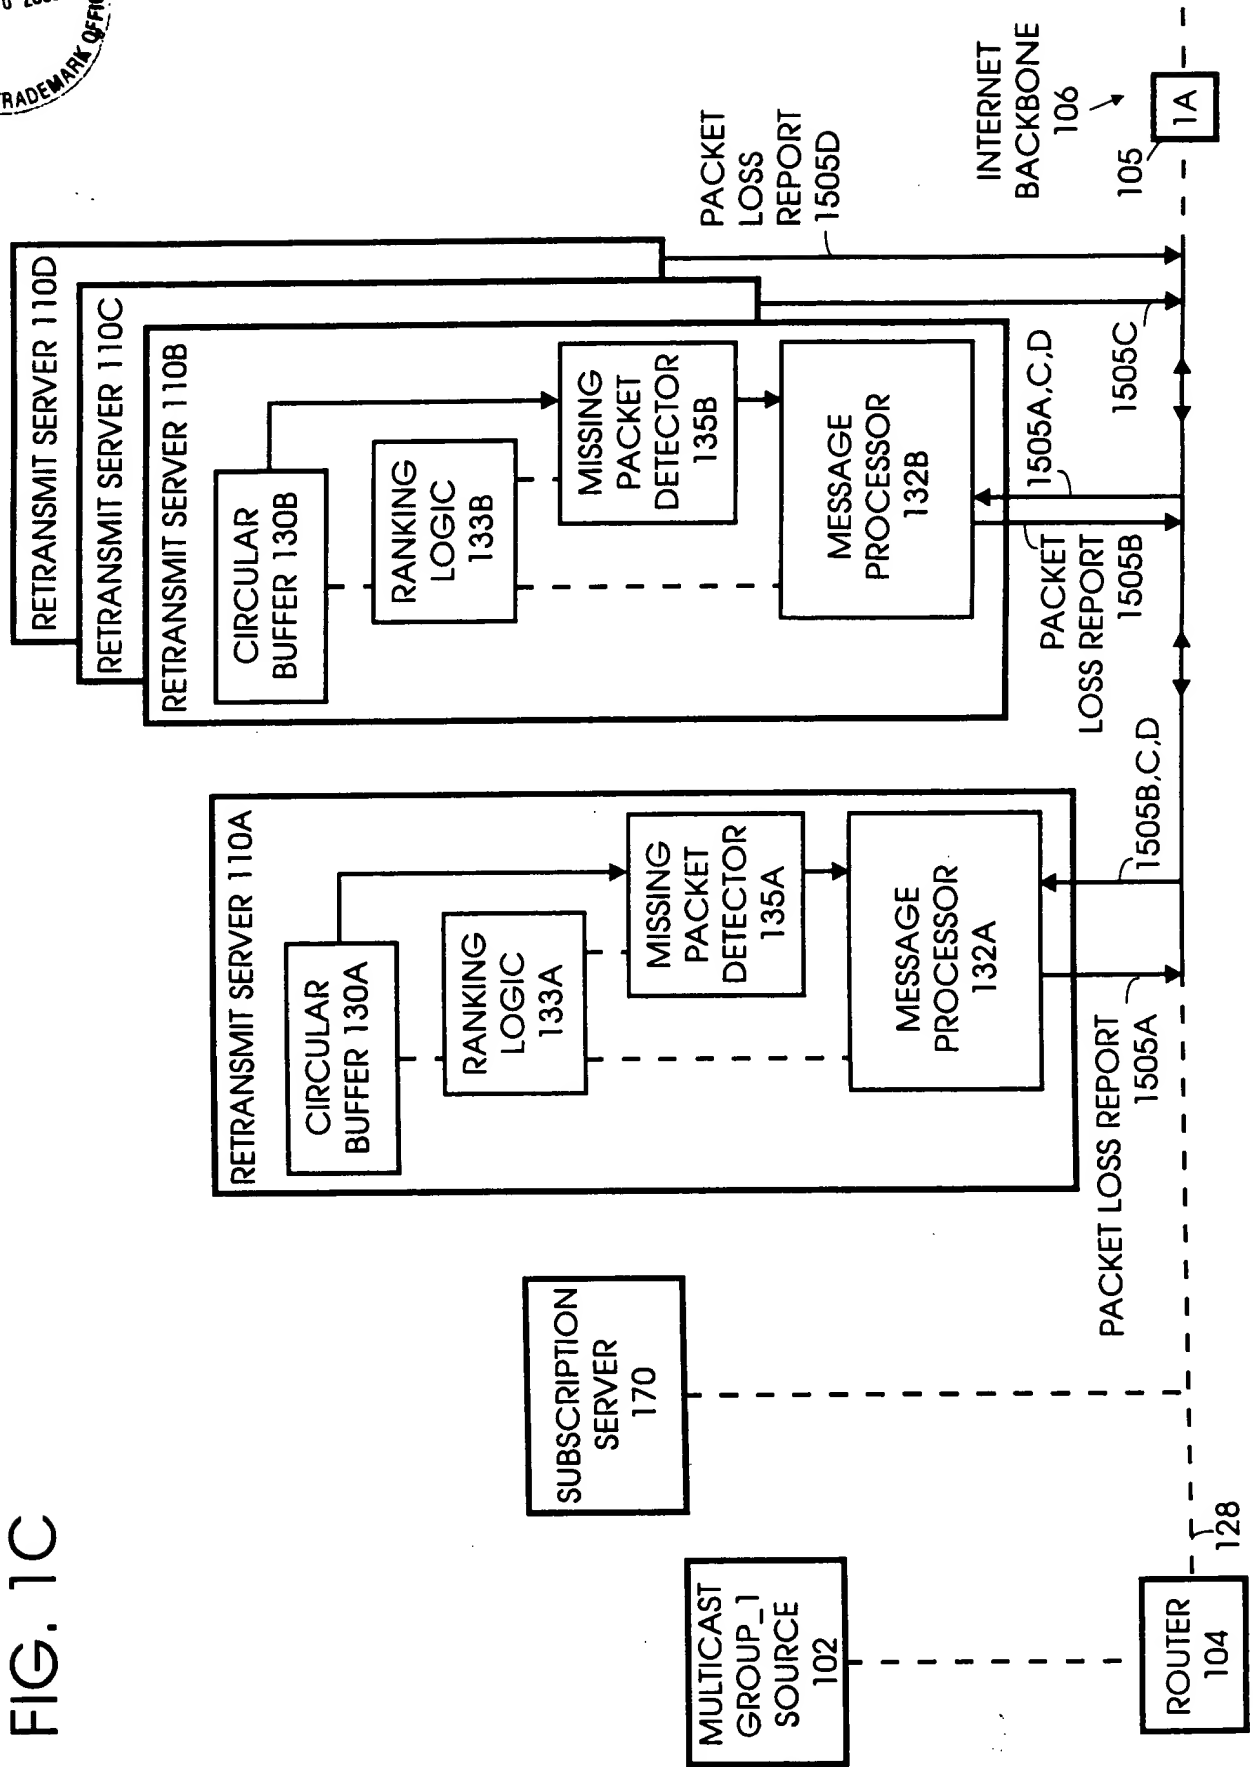 FIG. 1C
TRADEMARK OFFIC
MULTICAST
GROUP_1
SOURCE
102
ROUTER
104
128
SUBSCRIPTION
SERVER
170
RETRANSMIT SERVER 110A
CIRCULAR
BUFFER 130A
RANKING
LOGIC
133A
MISSING
PACKET
DETECTOR
135A
MESSAGE
PROCESSOR
132A
PACKET LOSS REPORT
1505A
1505B,C,D
RETRANSMIT SERVER 110D
RETRANSMIT SERVER 110C
RETRANSMIT SERVER 110B
CIRCULAR
BUFFER 130B
RANKING
LOGIC
133B
MISSING
PACKET
DETECTOR
135B
MESSAGE
PROCESSOR
132B
PACKET
LOSS REPORT
1505B
1505A,C,D
1505C
PACKET
LOSS
REPORT
1505D
INTERNET
BACKBONE
106
105
1A